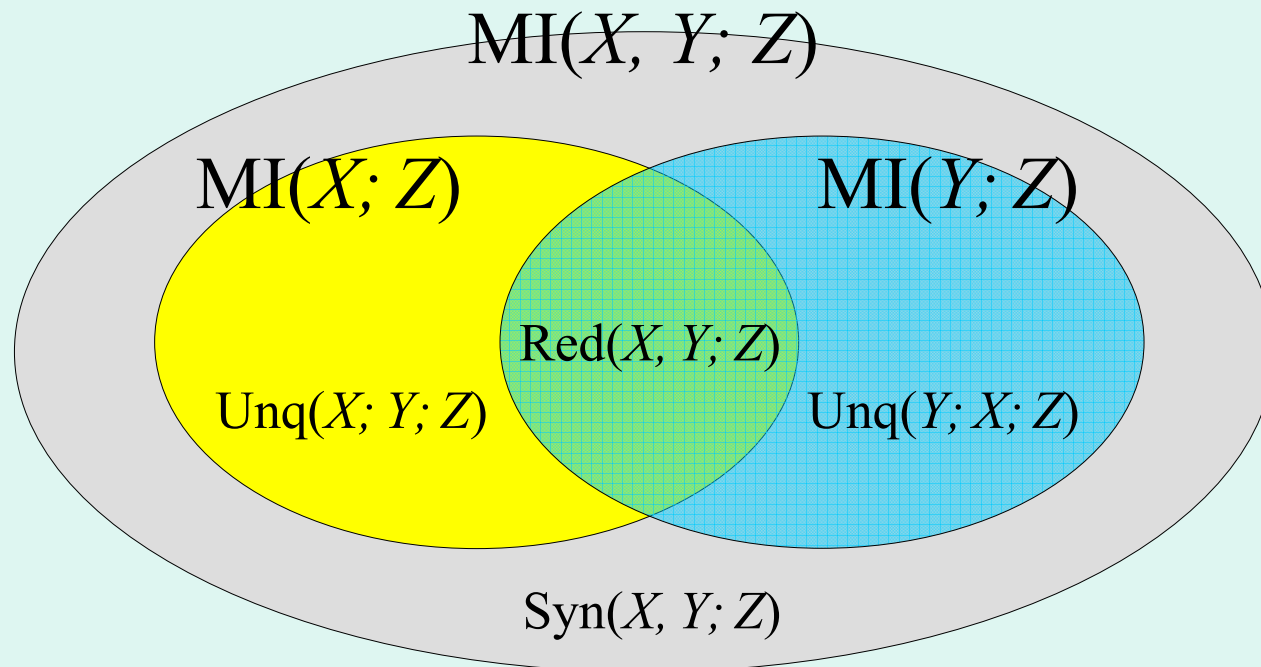 MI(X, Y; Z)
MI(X; Z)
MI(Y; Z)
Red(X, Y; Z)
Unq(X; Y; Z)
Unq(Y; X; Z)
Syn(X, Y; Z)